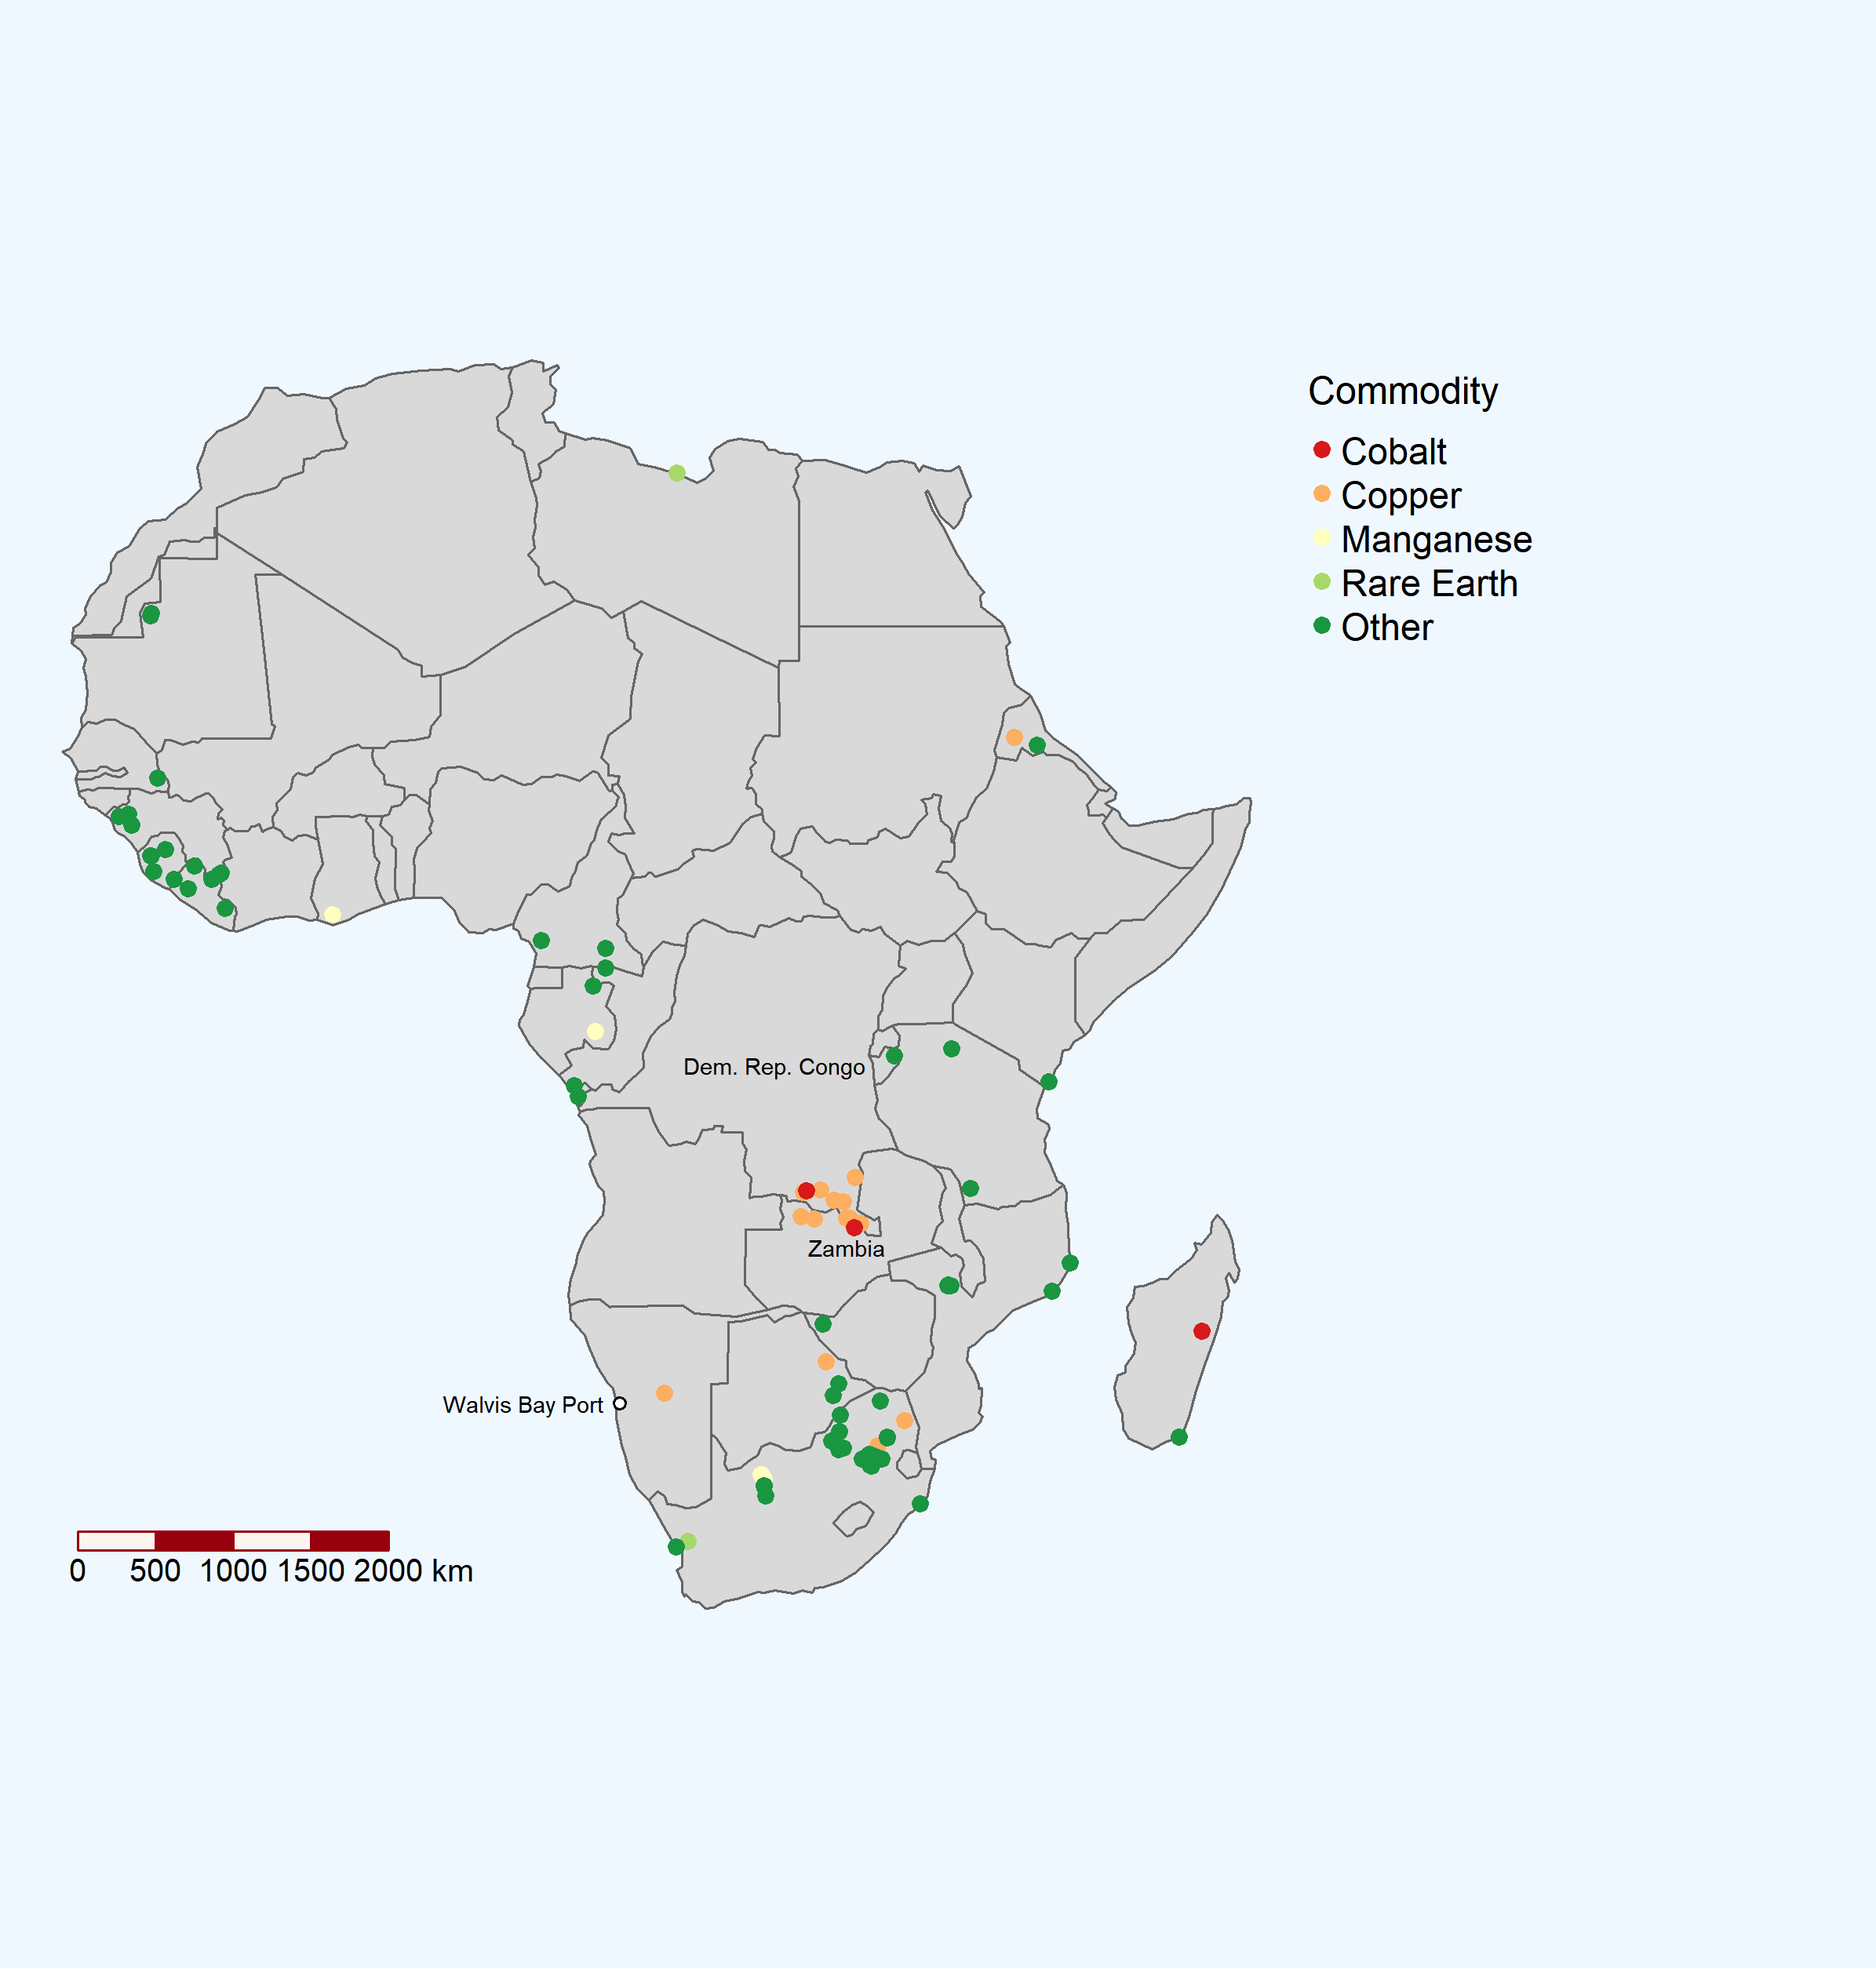 Commodity
Cobalt
Copper
Manganese
Rare Earth
Other
Dem. Rep. Congo
Zambia
Walvis Bay Port
0 500 1000 1500 2000 km